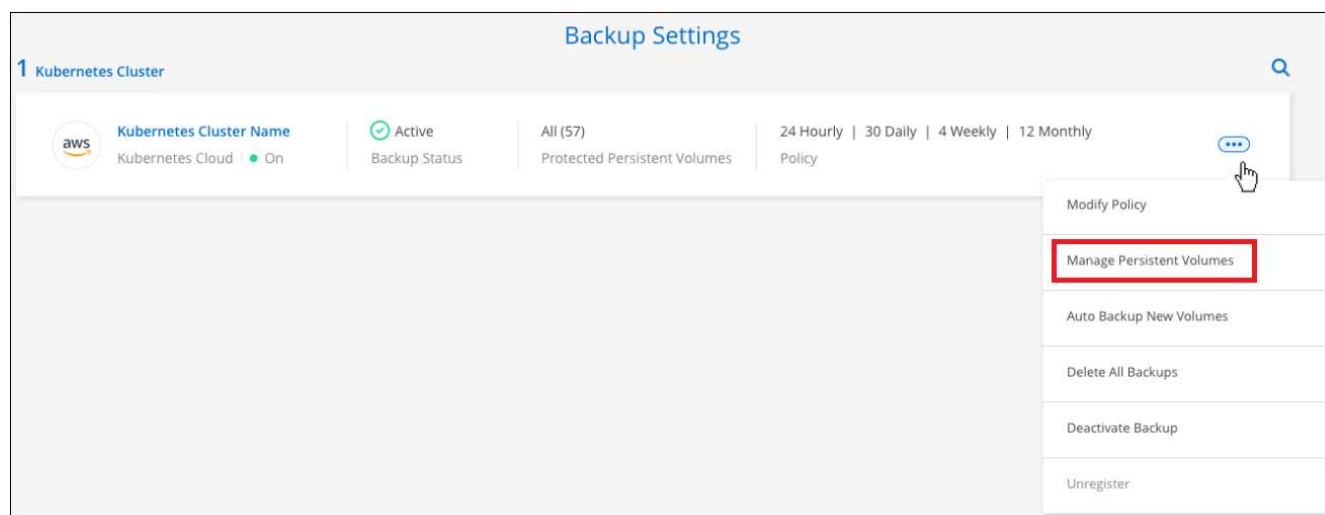 Backup Settings
1 Kubernetes Cluster
aws
Kubernetes Cluster Name
Kubernetes Cloud | On
Active
Backup Status
All (57)
Protected Persistent Volumes
24 Hourly | 30 Daily | 4 Weekly | 12 Monthly
Policy
Modify Policy
Manage Persistent Volumes
Auto Backup New Volumes
Delete All Backups
Deactivate Backup
Unregister